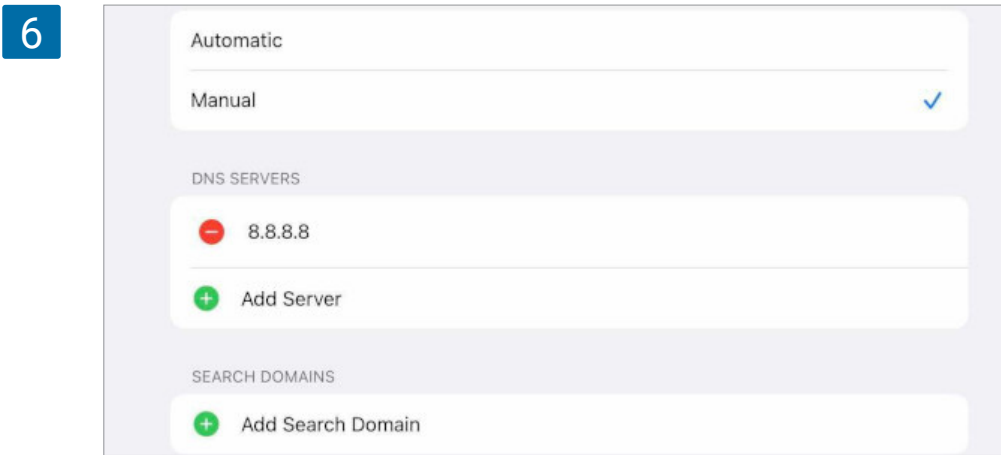 6
Automatic
Manual
DNS SERVERS
8.8.8.8
Add Server
SEARCH DOMAINS
Add Search Domain